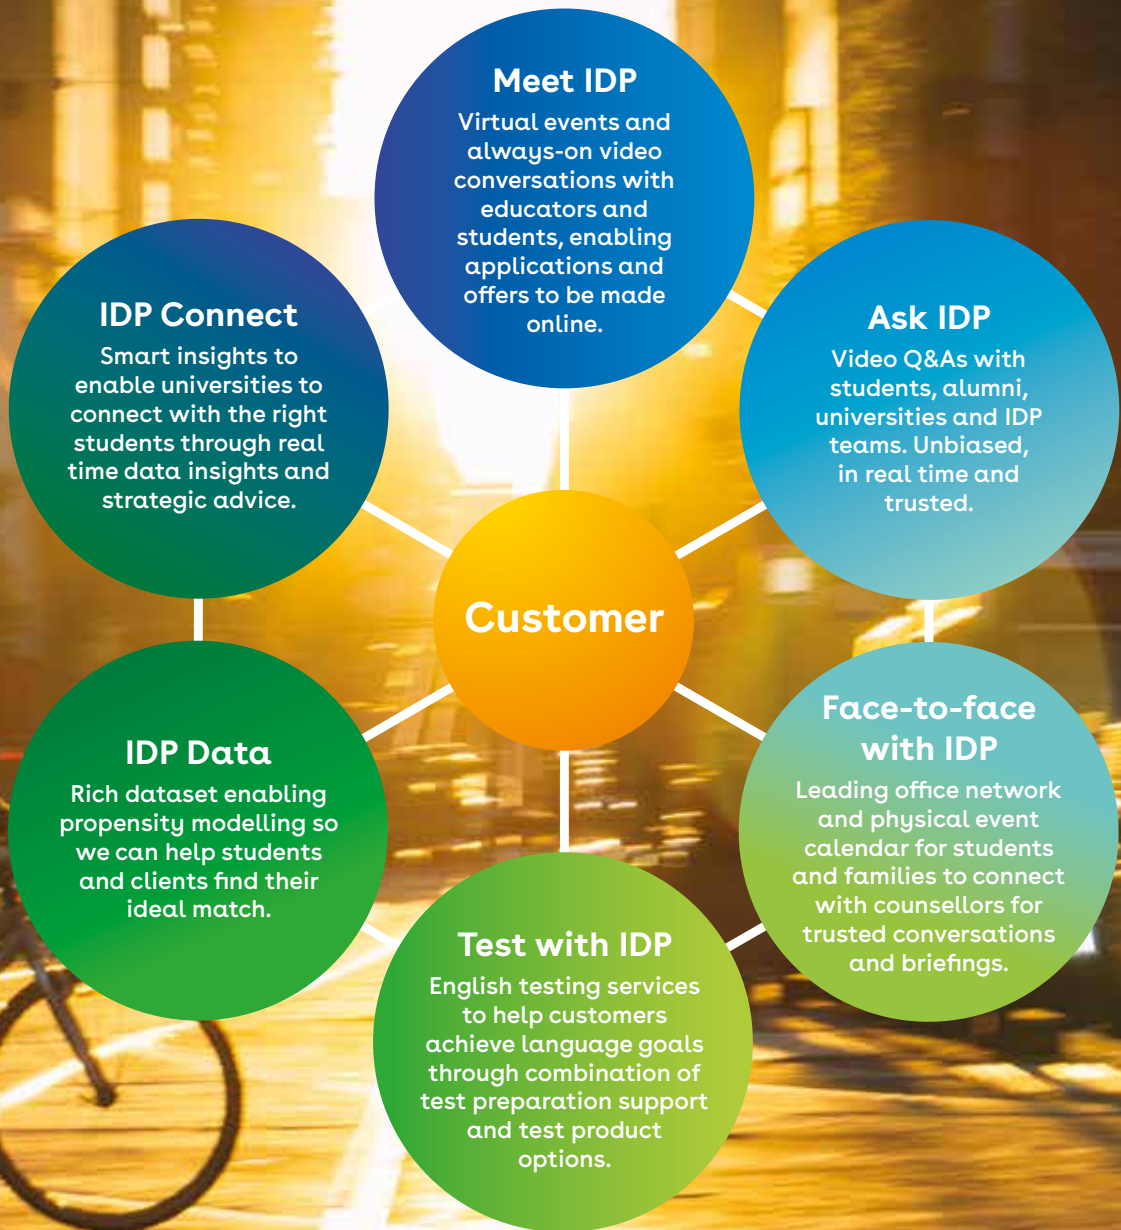 Meet IDP
Virtual events and
always-on video
conversations with
educators and
students, enabling
applications and
offers to be made
online.
Ask IDP
Video Q&As with
students, alumni,
universities and IDP
teams. Unbiased,
in real time and
trusted.
Face-to-face
with IDP
Leading office network
and physical event
calendar for students
and families to connect
with counsellors for
trusted conversations
and briefings.
Test with IDP
English testing services
to help customers
achieve language goals
through combination of
test preparation support
and test product
options.
IDP Data
Rich dataset enabling
propensity modelling so
we can help students
and clients find their
ideal match.
IDP Connect
Smart insights to
enable universities to
connect with the right
students through real
time data insights and
strategic advice.
Customer